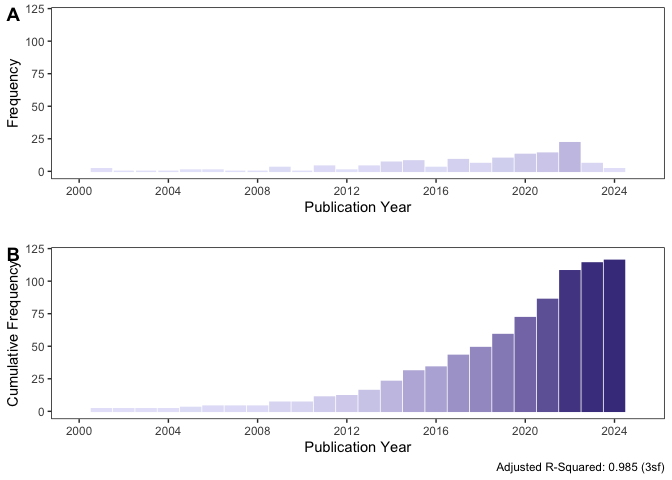 A
125
100
75
50
25
0
Frequency
2000 2004 2008 2012 2016 2020 2024
Publication Year
B
125
100
75
50
25
0
Cumulative Frequency
2000 2004 2008 2012 2016 2020 2024
Publication Year
Adjusted R-Squared: 0.985 (3sf)